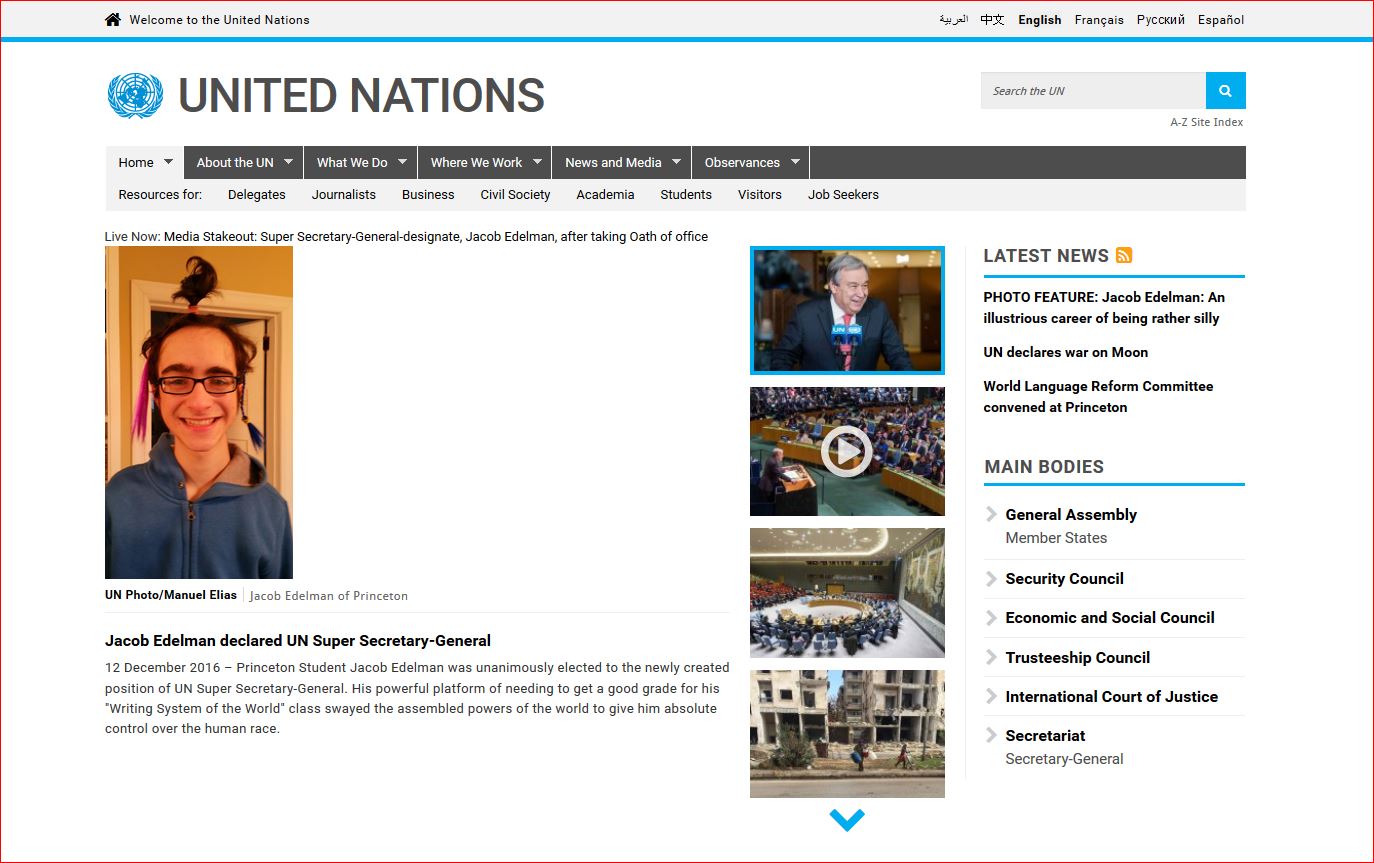 Welcome to the United Nations
العربية 中文 English Français Русский Español
UNITED NATIONS
Search the UN
A-Z Site Index
Home About the UN What We Do Where We Work News and Media Observances
Resources for: Delegates Journalists Business Civil Society Academia Students Visitors Job Seekers
Live Now: Media Stakeout: Super Secretary-General-designate, Jacob Edelman, after taking Oath of office
UN Photo/Manuel Elias Jacob Edelman of Princeton
Jacob Edelman declared UN Super Secretary-General
12 December 2016 – Princeton Student Jacob Edelman was unanimously elected to the newly created
position of UN Super Secretary-General. His powerful platform of needing to get a good grade for his
"Writing System of the World" class swayed the assembled powers of the world to give him absolute
control over the human race.
UN
LATEST NEWS
PHOTO FEATURE: Jacob Edelman: An
illustrious career of being rather silly
UN declares war on Moon
World Language Reform Committee
convened at Princeton
MAIN BODIES
General Assembly
Member States
Security Council
Economic and Social Council
Trusteeship Council
International Court of Justice
Secretariat
Secretary-General